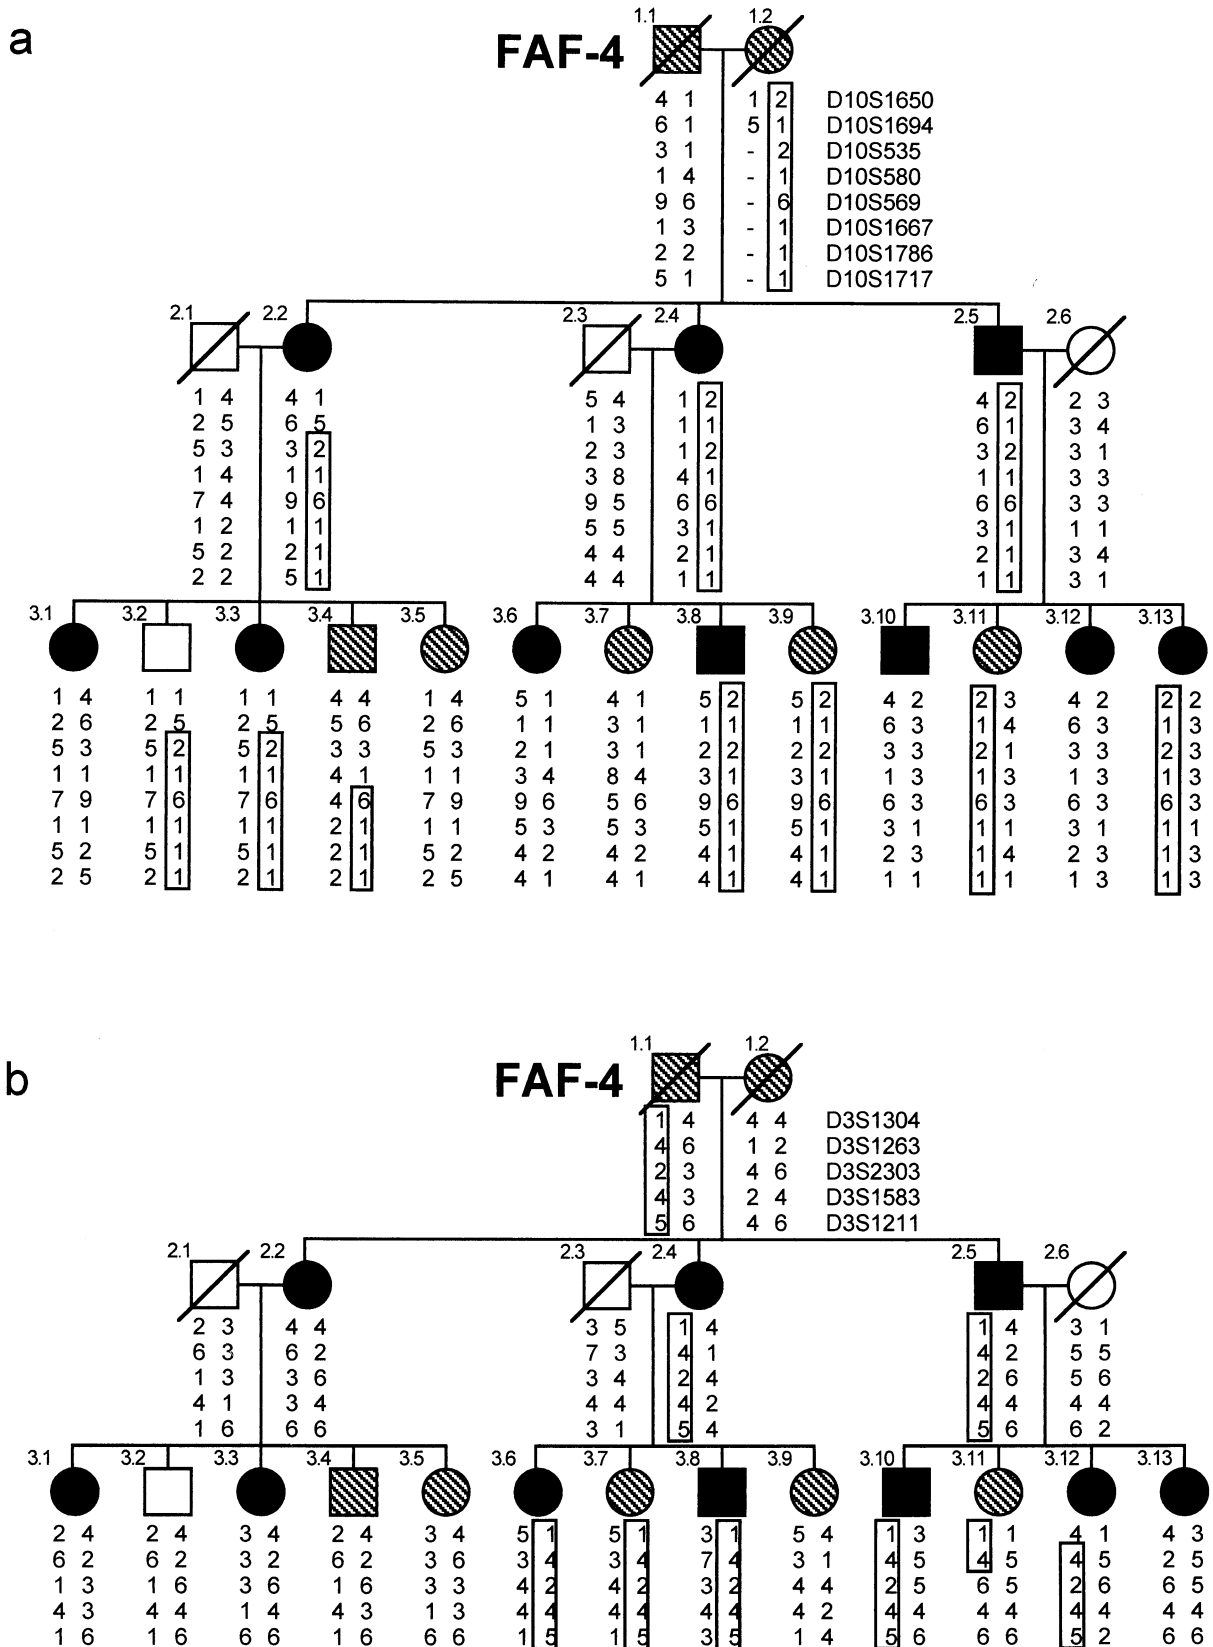 a
FAF-4
1.1 1.2
4 1 1 2 D10S1650
6 1 5 1 D10S1694
3 1 - 2 D10S535
1 4 - 1 D10S580
9 6 - 6 D10S569
1 3 - 1 D10S1667
2 2 - 1 D10S1786
5 1 - 1 D10S1717
2.1 2.2 2.3 2.4 2.5 2.6
1 4 4 1 5 4 1 2 4 2 2 3
2 5 6 5 1 3 1 1 6 1 3 4
5 3 3 2 2 3 1 2 3 2 3 1
1 4 1 1 3 8 4 1 1 1 3 3
7 4 9 6 9 5 6 6 6 6 3 3
1 2 1 1 5 5 3 1 3 1 1 1
5 2 2 1 4 4 2 1 2 1 3 4
2 2 5 1 4 4 1 1 1 1 3 1
3.1 3.2 3.3 3.4 3.5 3.6 3.7 3.8 3.9 3.10 3.11 3.12 3.13
1 4 1 1 1 1 4 4 1 4 5 1 4 1 5 2 5 2 4 2 2 3 4 2 2 2
2 6 2 5 2 5 5 6 2 6 1 1 3 1 1 1 1 1 6 3 1 4 6 3 1 3
5 3 5 2 5 2 3 3 5 3 2 1 3 1 2 2 2 2 3 3 2 1 3 3 2 3
1 1 1 1 1 1 4 1 1 1 3 4 8 4 3 1 3 1 1 3 1 3 1 3 1 3
7 9 7 6 7 6 4 6 7 9 9 6 5 6 9 6 9 6 6 3 6 3 6 3 6 3
1 1 1 1 1 1 2 1 1 1 5 3 5 3 5 1 5 1 3 1 1 1 3 1 1 1
5 2 5 1 5 1 2 1 5 2 4 2 4 2 4 1 4 1 2 3 1 4 2 3 1 3
2 5 2 1 2 1 2 1 2 5 4 1 4 1 4 1 4 1 1 1 1 1 1 3 1 3
b
FAF-4
1.1 1.2
1 4 4 4 D3S1304
4 6 1 2 D3S1263
2 3 4 6 D3S2303
4 3 2 4 D3S1583
5 6 4 6 D3S1211
2.1 2.2 2.3 2.4 2.5 2.6
2 3 4 4 3 5 1 4 1 4 3 1
6 3 6 2 7 3 4 1 4 2 5 5
1 3 3 6 3 4 2 4 2 6 5 6
4 1 3 4 4 4 4 2 4 4 4 4
1 6 6 6 3 1 5 4 5 6 6 2
3.1 3.2 3.3 3.4 3.5 3.6 3.7 3.8 3.9 3.10 3.11 3.12 3.13
2 4 2 4 3 4 2 4 3 4 5 1 5 1 3 1 5 4 1 3 1 1 4 1 4 3
6 2 6 2 3 2 6 2 3 6 3 4 3 4 7 4 3 1 4 5 4 5 4 5 2 5
1 3 1 6 3 6 1 6 3 3 4 2 4 2 3 2 4 4 2 5 6 5 2 6 6 5
4 3 4 4 1 4 4 3 1 3 4 4 4 4 4 4 4 2 4 4 4 4 4 4 4 4
1 6 1 6 6 6 1 6 6 6 1 5 1 5 3 5 1 4 5 6 6 6 5 2 6 6